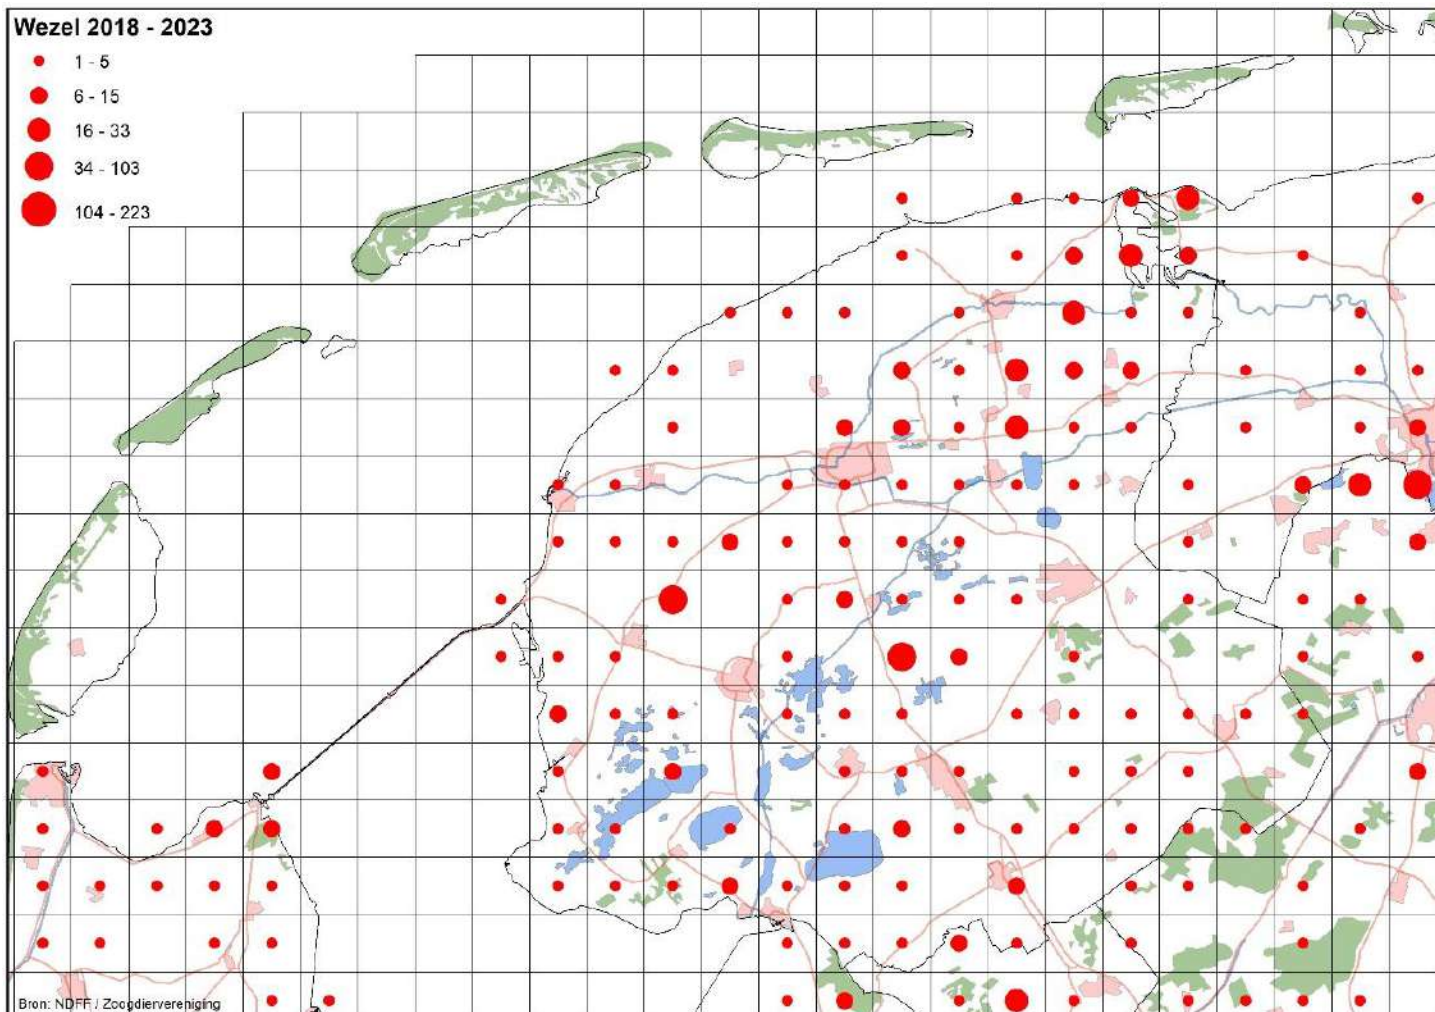 Wezel 2018 - 2023
1 - 5
6 - 15
16 - 33
34 - 103
104 - 223
Bron: NDFF / Zoogdiervereniging